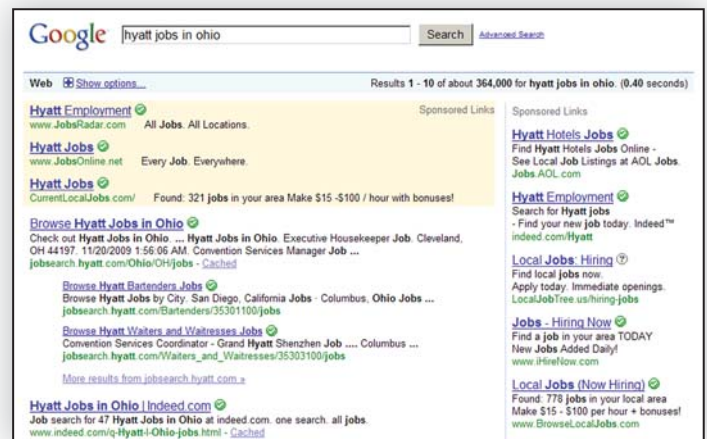 Google hyatt jobs in ohio Search Advanced Search
Web Show options... Results 1 - 10 of about 364,000 for hyatt jobs in ohio. (0.40 seconds)
Sponsored Links
Hyatt Employment
www.JobsRadar.com All Jobs. All Locations.
Hyatt Jobs
www.JobsOnline.net Every Job. Everywhere.
Hyatt Jobs
CurrentLocalJobs.com/ Found: 321 jobs in your area Make $15 -$100 / hour with bonuses!
Browse Hyatt Jobs in Ohio
Check out Hyatt Jobs in Ohio. ... Hyatt Jobs in Ohio. Executive Housekeeper Job. Cleveland,
OH 44197. 11/20/2009 1:56:06 AM. Convention Services Manager Job ...
jobsearch.hyatt.com/Ohio/OH/jobs - Cached
Browse Hyatt Bartenders Jobs
Browse Hyatt Jobs by City. San Diego, California Jobs · Columbus, Ohio Jobs ...
jobsearch.hyatt.com/Bartenders/35301100/jobs
Browse Hyatt Waiters and Waitresses Jobs
Convention Services Coordinator - Grand Hyatt Shenzhen Job .... Columbus ...
jobsearch.hyatt.com/Waiters_and_Waitresses/35303100/jobs
More results from jobsearch.hyatt.com »
Hyatt Jobs in Ohio | Indeed.com
Job search for 47 Hyatt Jobs in Ohio at indeed.com. one search. all jobs.
www.indeed.com/q-Hyatt-l-Ohio-jobs.html - Cached
Sponsored Links
Hyatt Hotels Jobs
Find Hyatt Hotels Jobs Online -
See Local Job Listings at AOL Jobs.
Jobs.AOL.com
Hyatt Employment
Search for Hyatt jobs
- Find your new job today. Indeed™
indeed.com/Hyatt
Local Jobs: Hiring
Find local jobs now.
Apply today. Immediate openings.
LocalJobTree.us/hiring-jobs
Jobs - Hiring Now
Find a job in your area TODAY
New Jobs Added Daily!
www.iHireNow.com
Local Jobs (Now Hiring)
Found: 778 jobs in your local area
Make $15 - $100 per hour + bonuses!
www.BrowseLocalJobs.com